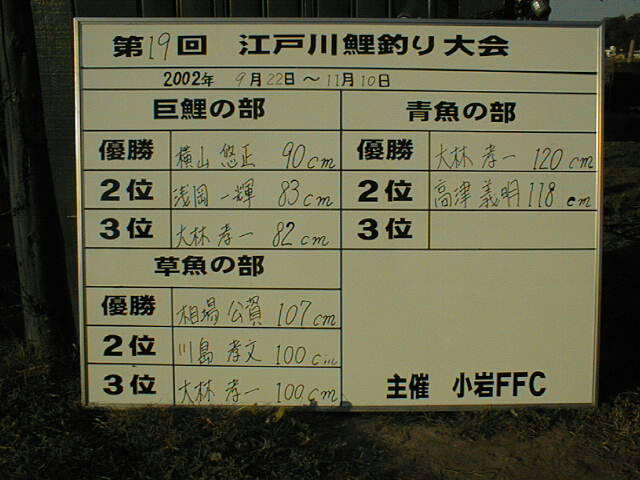 第19回 江戸川鯉釣り大会
2002年 9月22日～11月10日
巨鯉の部
優勝 横山 悠正 90cm
2位 浅岡 一輝 83cm
3位 大林 孝一 82cm
草魚の部
優勝 相場 公賀 107cm
2位 川島 孝文 100cm
3位 大林 孝一 100cm
青魚の部
優勝 大林 孝一 120cm
2位 高津 義明 118cm
3位
主催 小岩FFC